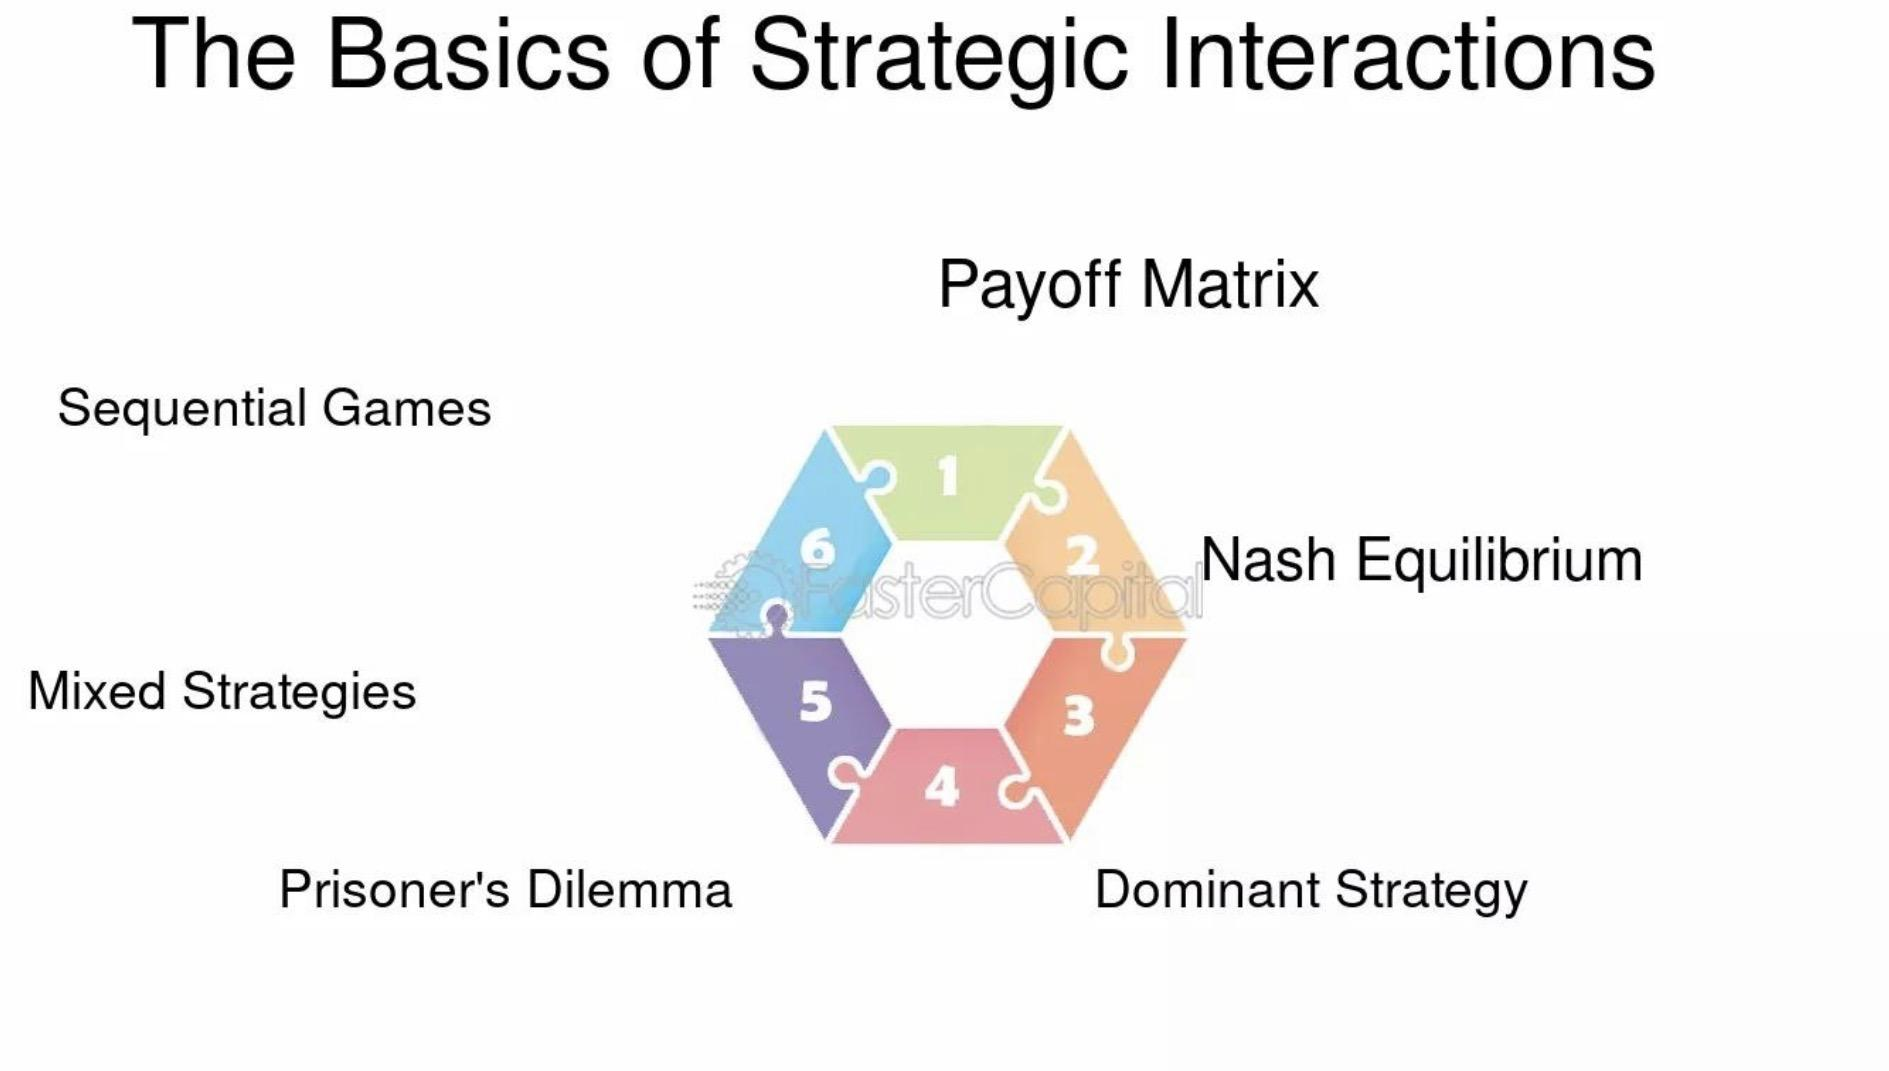 The Basics of Strategic Interactions
Payoff Matrix
Sequential Games
1
6
2
FasterCapital
Nash Equilibrium
Mixed Strategies
5
3
4
Prisoner's Dilemma
Dominant Strategy